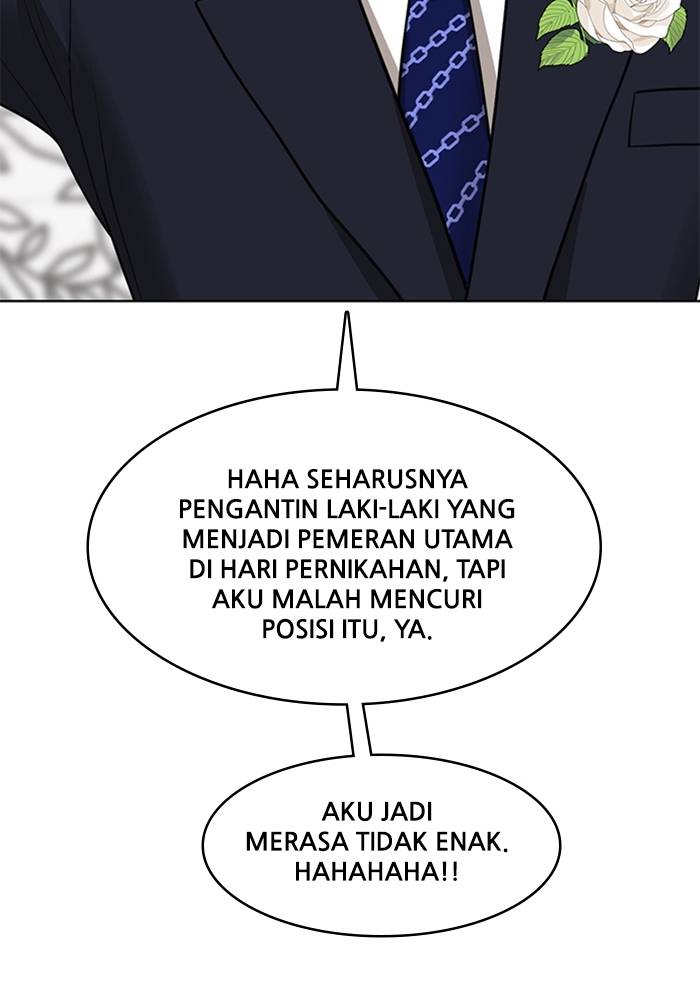 HAHA SEHARUSNYA
PENGANTIN LAKI-LAKI YANG
MENJADI PEMERAN UTAMA
DI HARI PERNIKAHAN, TAPI
AKU MALAH MENCURI
POSISI ITU, YA.
AKU JADI
MERASA TIDAK ENAK.
HAHAHAHA!!